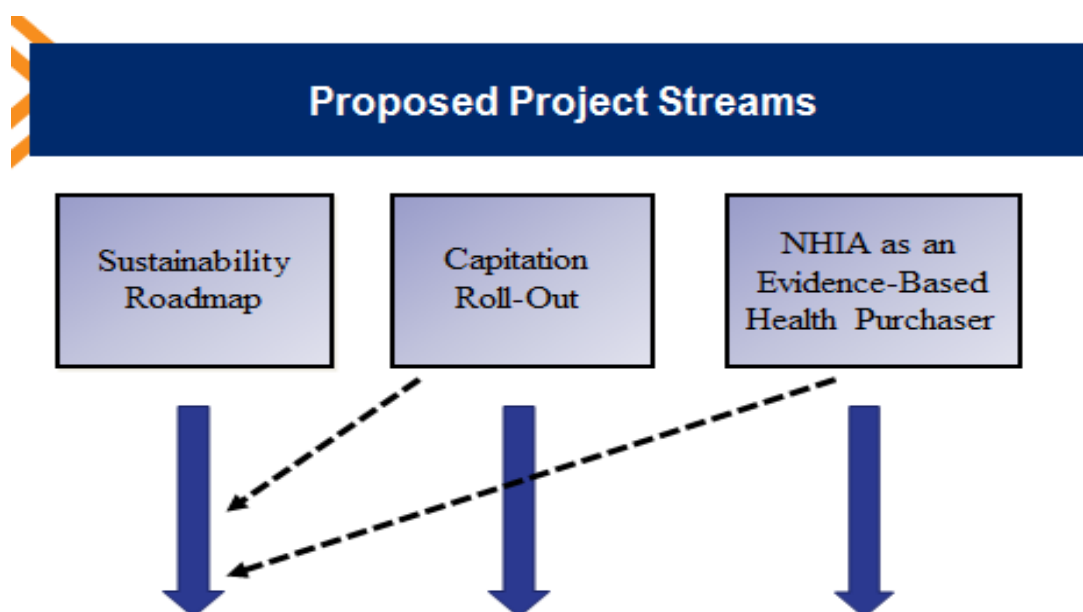 Proposed Project Streams
Sustainability
Roadmap
Capitation
Roll-Out
NHIA as an
Evidence-Based
Health Purchaser